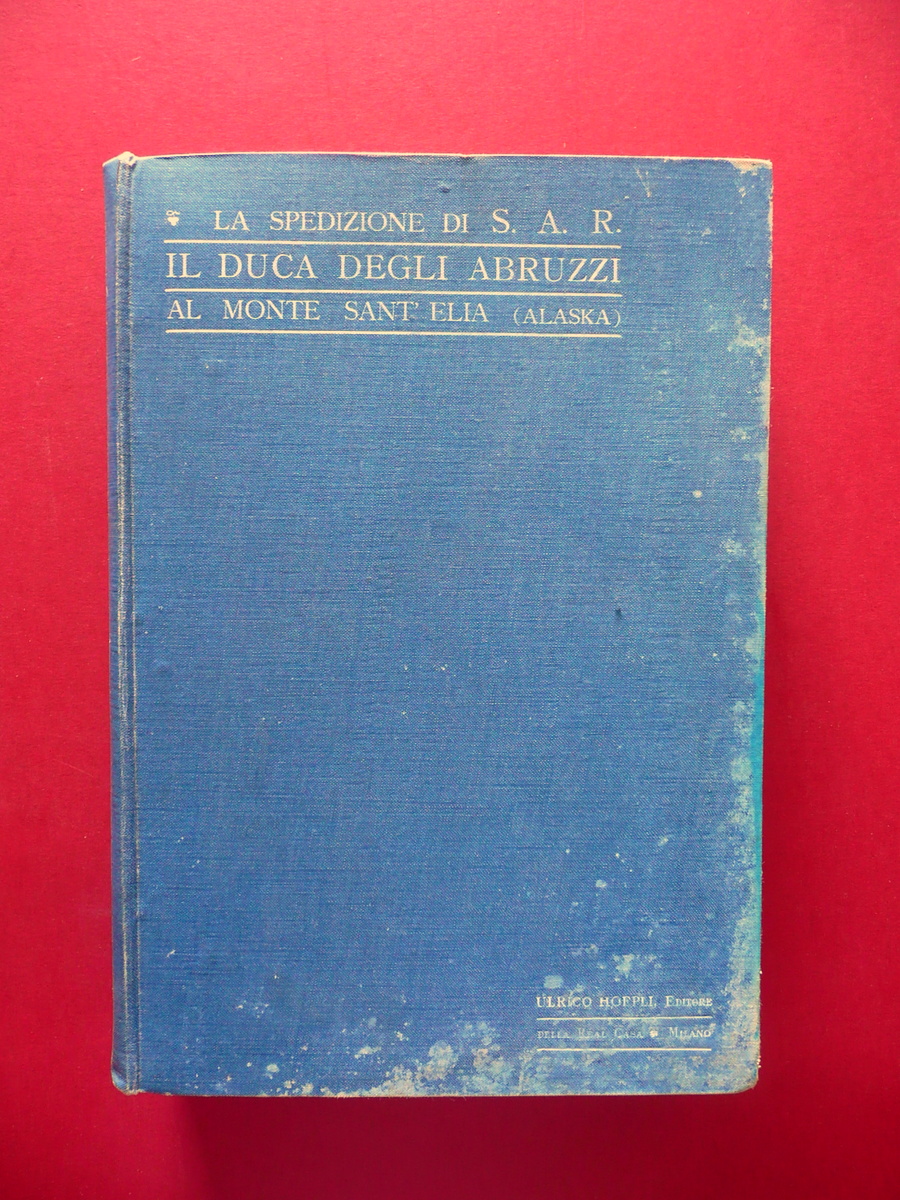 LA SPEDIZIONE DI S. A. R.
IL DUCA DEGLI ABRUZZI
AL MONTE SANT' ELIA (ALASKA)
ULRICO HOEPLI, EDITORE
DELLA REAL CASA MILANO